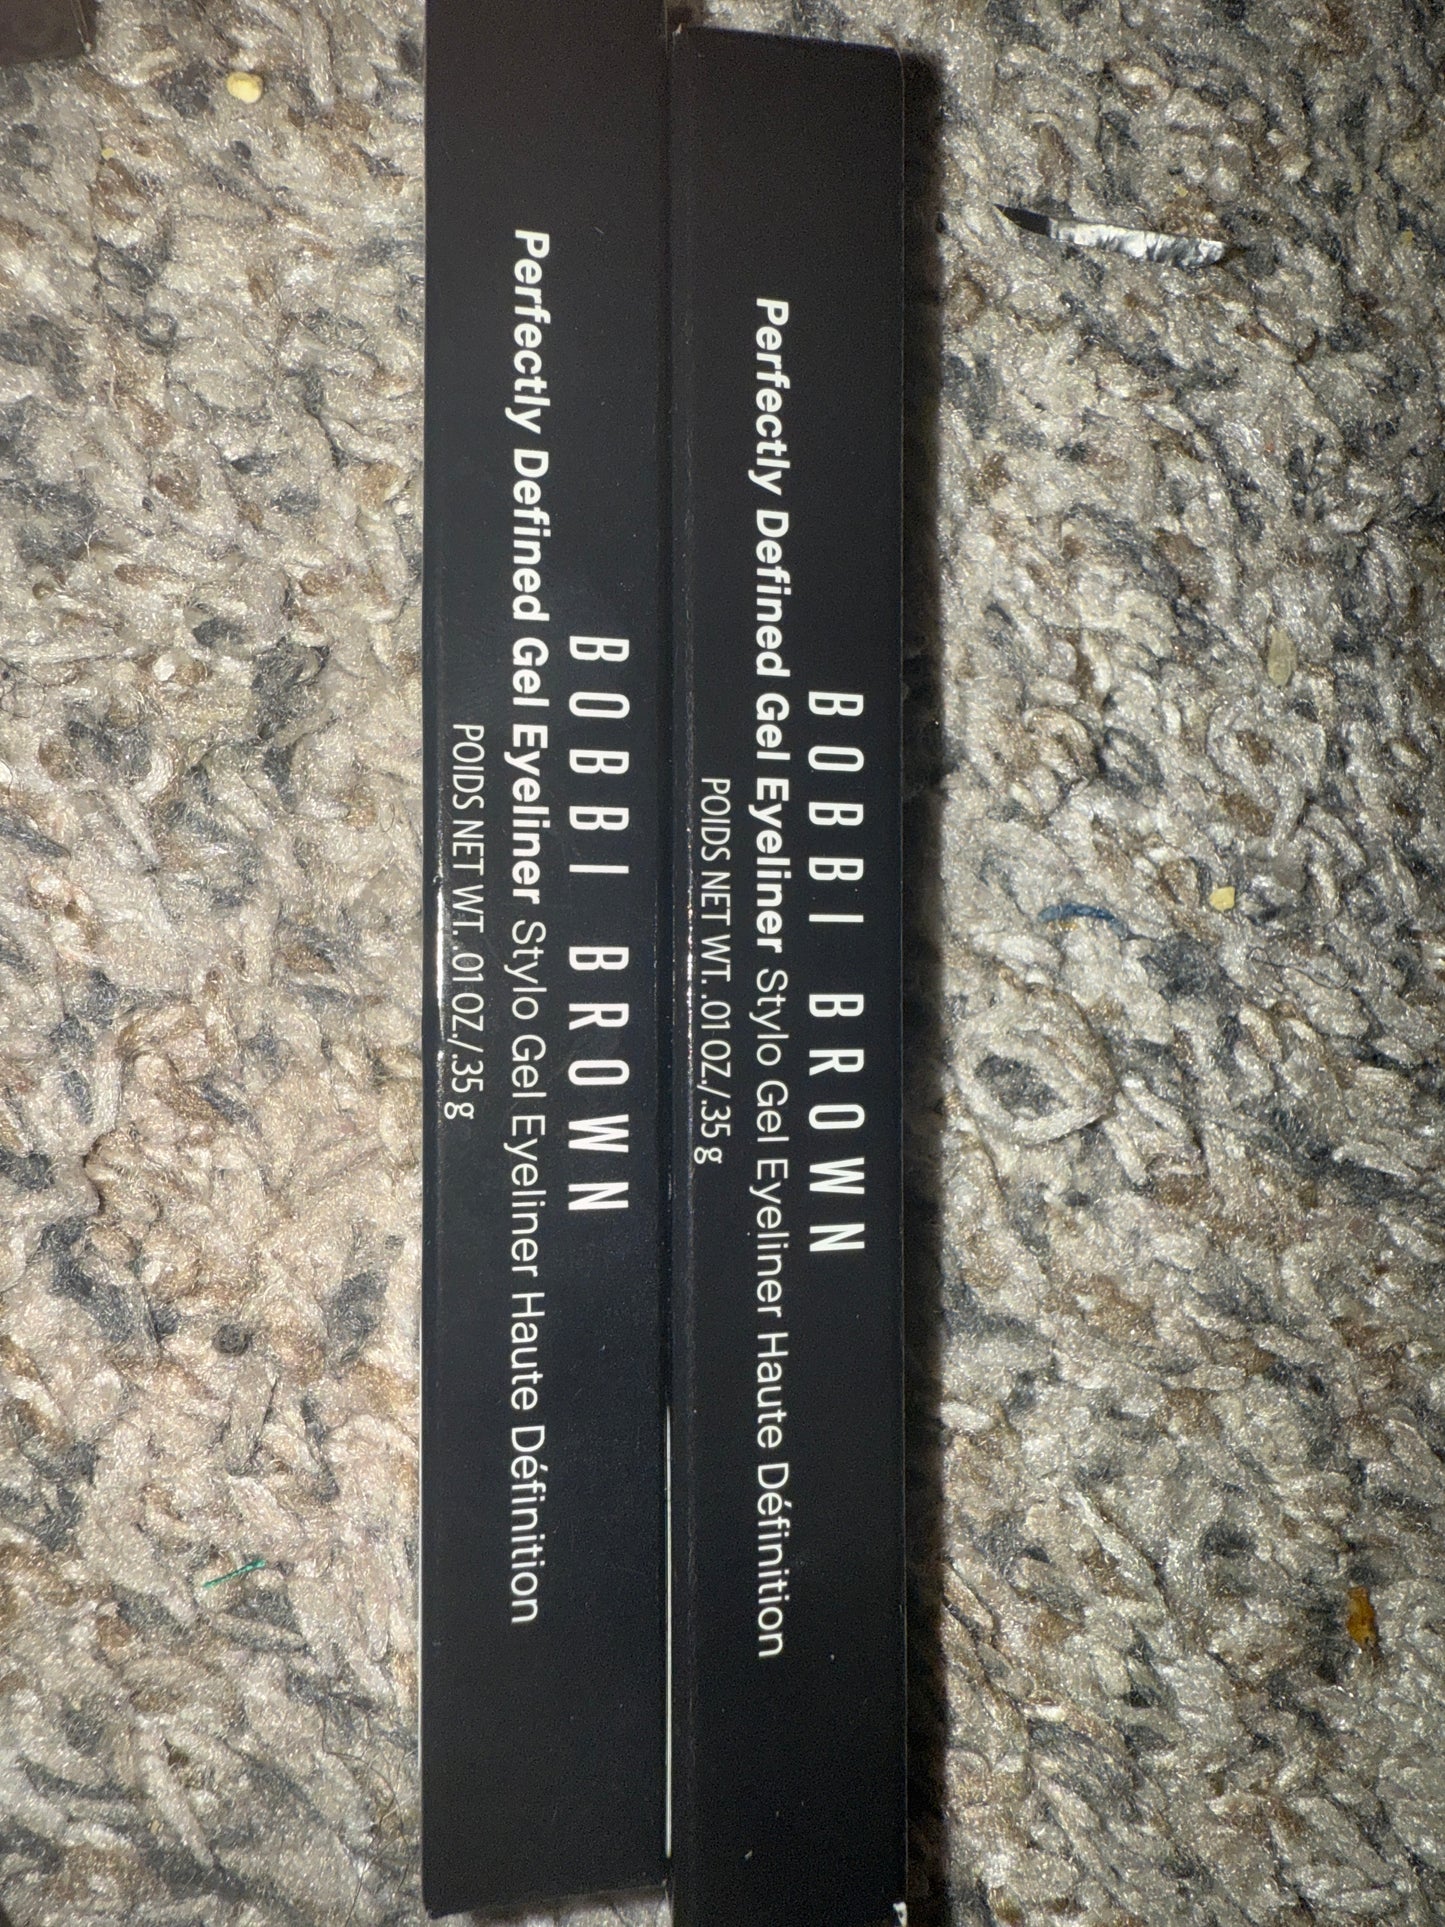 BOBBI BROWN
Perfectly Defined Gel Eyeliner Stylo Gel Eyeliner Haute Définition
POIDS NET WT. .01 OZ./.35 g
BOBBI BROWN
Perfectly Defined Gel Eyeliner Stylo Gel Eyeliner Haute Définition
POIDS NET WT. .01 OZ./.35 g